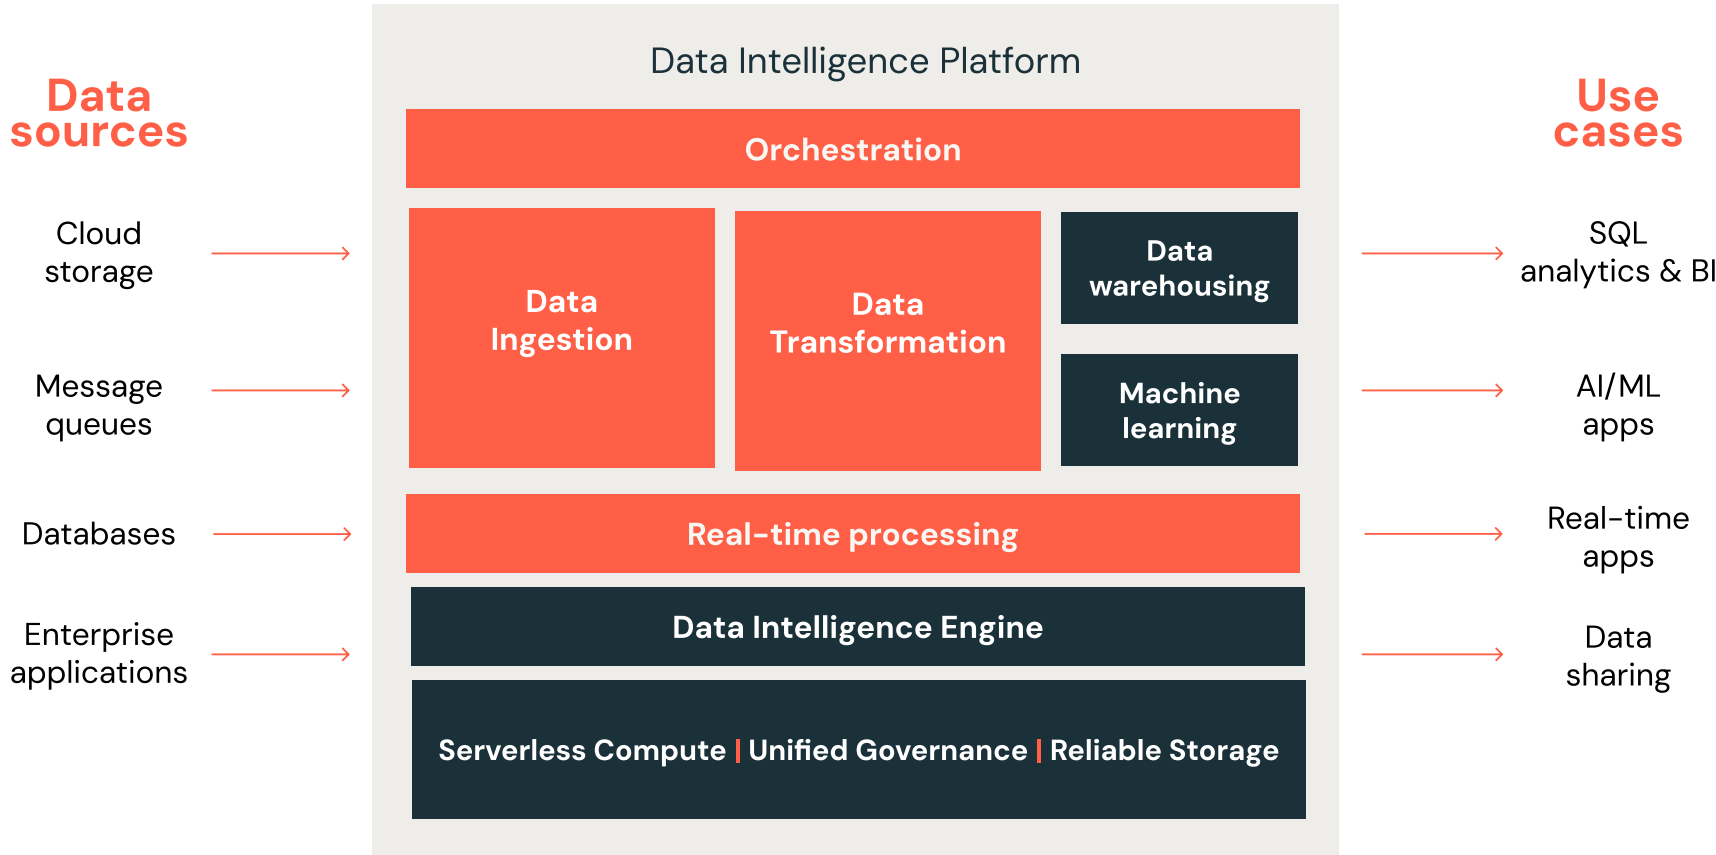 Data Intelligence Platform
Data
sources
Cloud
storage
Message
queues
Databases
Enterprise
applications
Orchestration
Data
Ingestion
Data
Transformation
Data
warehousing
Machine
learning
Real-time processing
Data Intelligence Engine
Serverless Compute | Unified Governance | Reliable Storage
Use
cases
SQL
analytics & BI
AI/ML
apps
Real-time
apps
Data
sharing